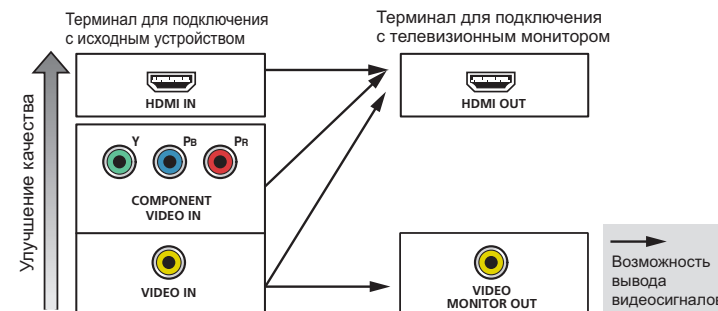 Терминал для подключения
с исходным устройством
Терминал для подключения
с телевизионным монитором
Улучшение качества
HDMI IN
HDMI OUT
Y PB PR
COMPONENT
VIDEO IN
VIDEO IN
VIDEO
MONITOR OUT
Возможность
вывода
видеосигналов